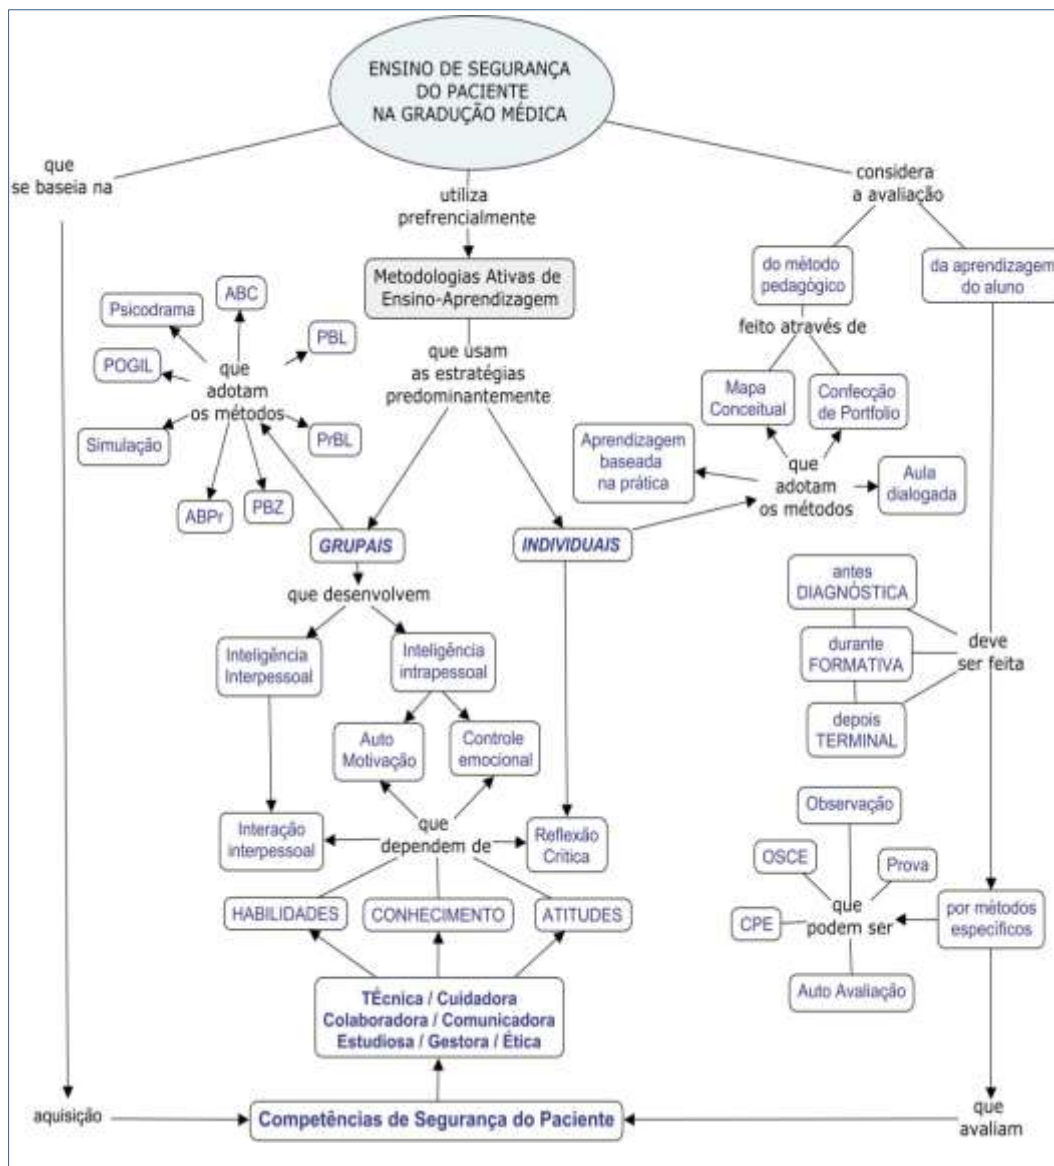 ENSINO DE SEGURANÇA
DO PACIENTE
NA GRADUÇÃO MÉDICA
que
se baseia na
utiliza
prefrencialmente
considera
a avaliação
Metodologias Ativas de
Ensino-Aprendizagem
do método
pedagógico
da aprendizagem
do aluno
Psicodrama
ABC
PBL
POGIL
que
adotam
os métodos
Simulação
PrBL
ABPr
PBZ
que usam
as estratégias
predominantemente
feito através de
Mapa
Conceitual
Confecção
de Portfolio
Aprendizagem
baseada
na prática
que
adotam
os métodos
Aula
dialogada
GRUPAIS
INDIVIDUAIS
que desenvolvem
Inteligência
Interpessoal
Inteligência
intrapessoal
Auto
Motivação
Controle
emocional
antes
DIAGNÓSTICA
durante
FORMATIVA
depois
TERMINAL
deve
ser feita
Interação
interpessoal
que
dependem de
Reflexão
Crítica
HABILIDADES
CONHECIMENTO
ATITUDES
Observação
OSCE
Prova
CPE
que
podem ser
por métodos
específicos
Auto Avaliação
TÉcnica / Cuidadora
Colaboradora / Comunicadora
Estudiosa / Gestora / Ética
aquisição
Competências de Segurança do Paciente
que
avaliam